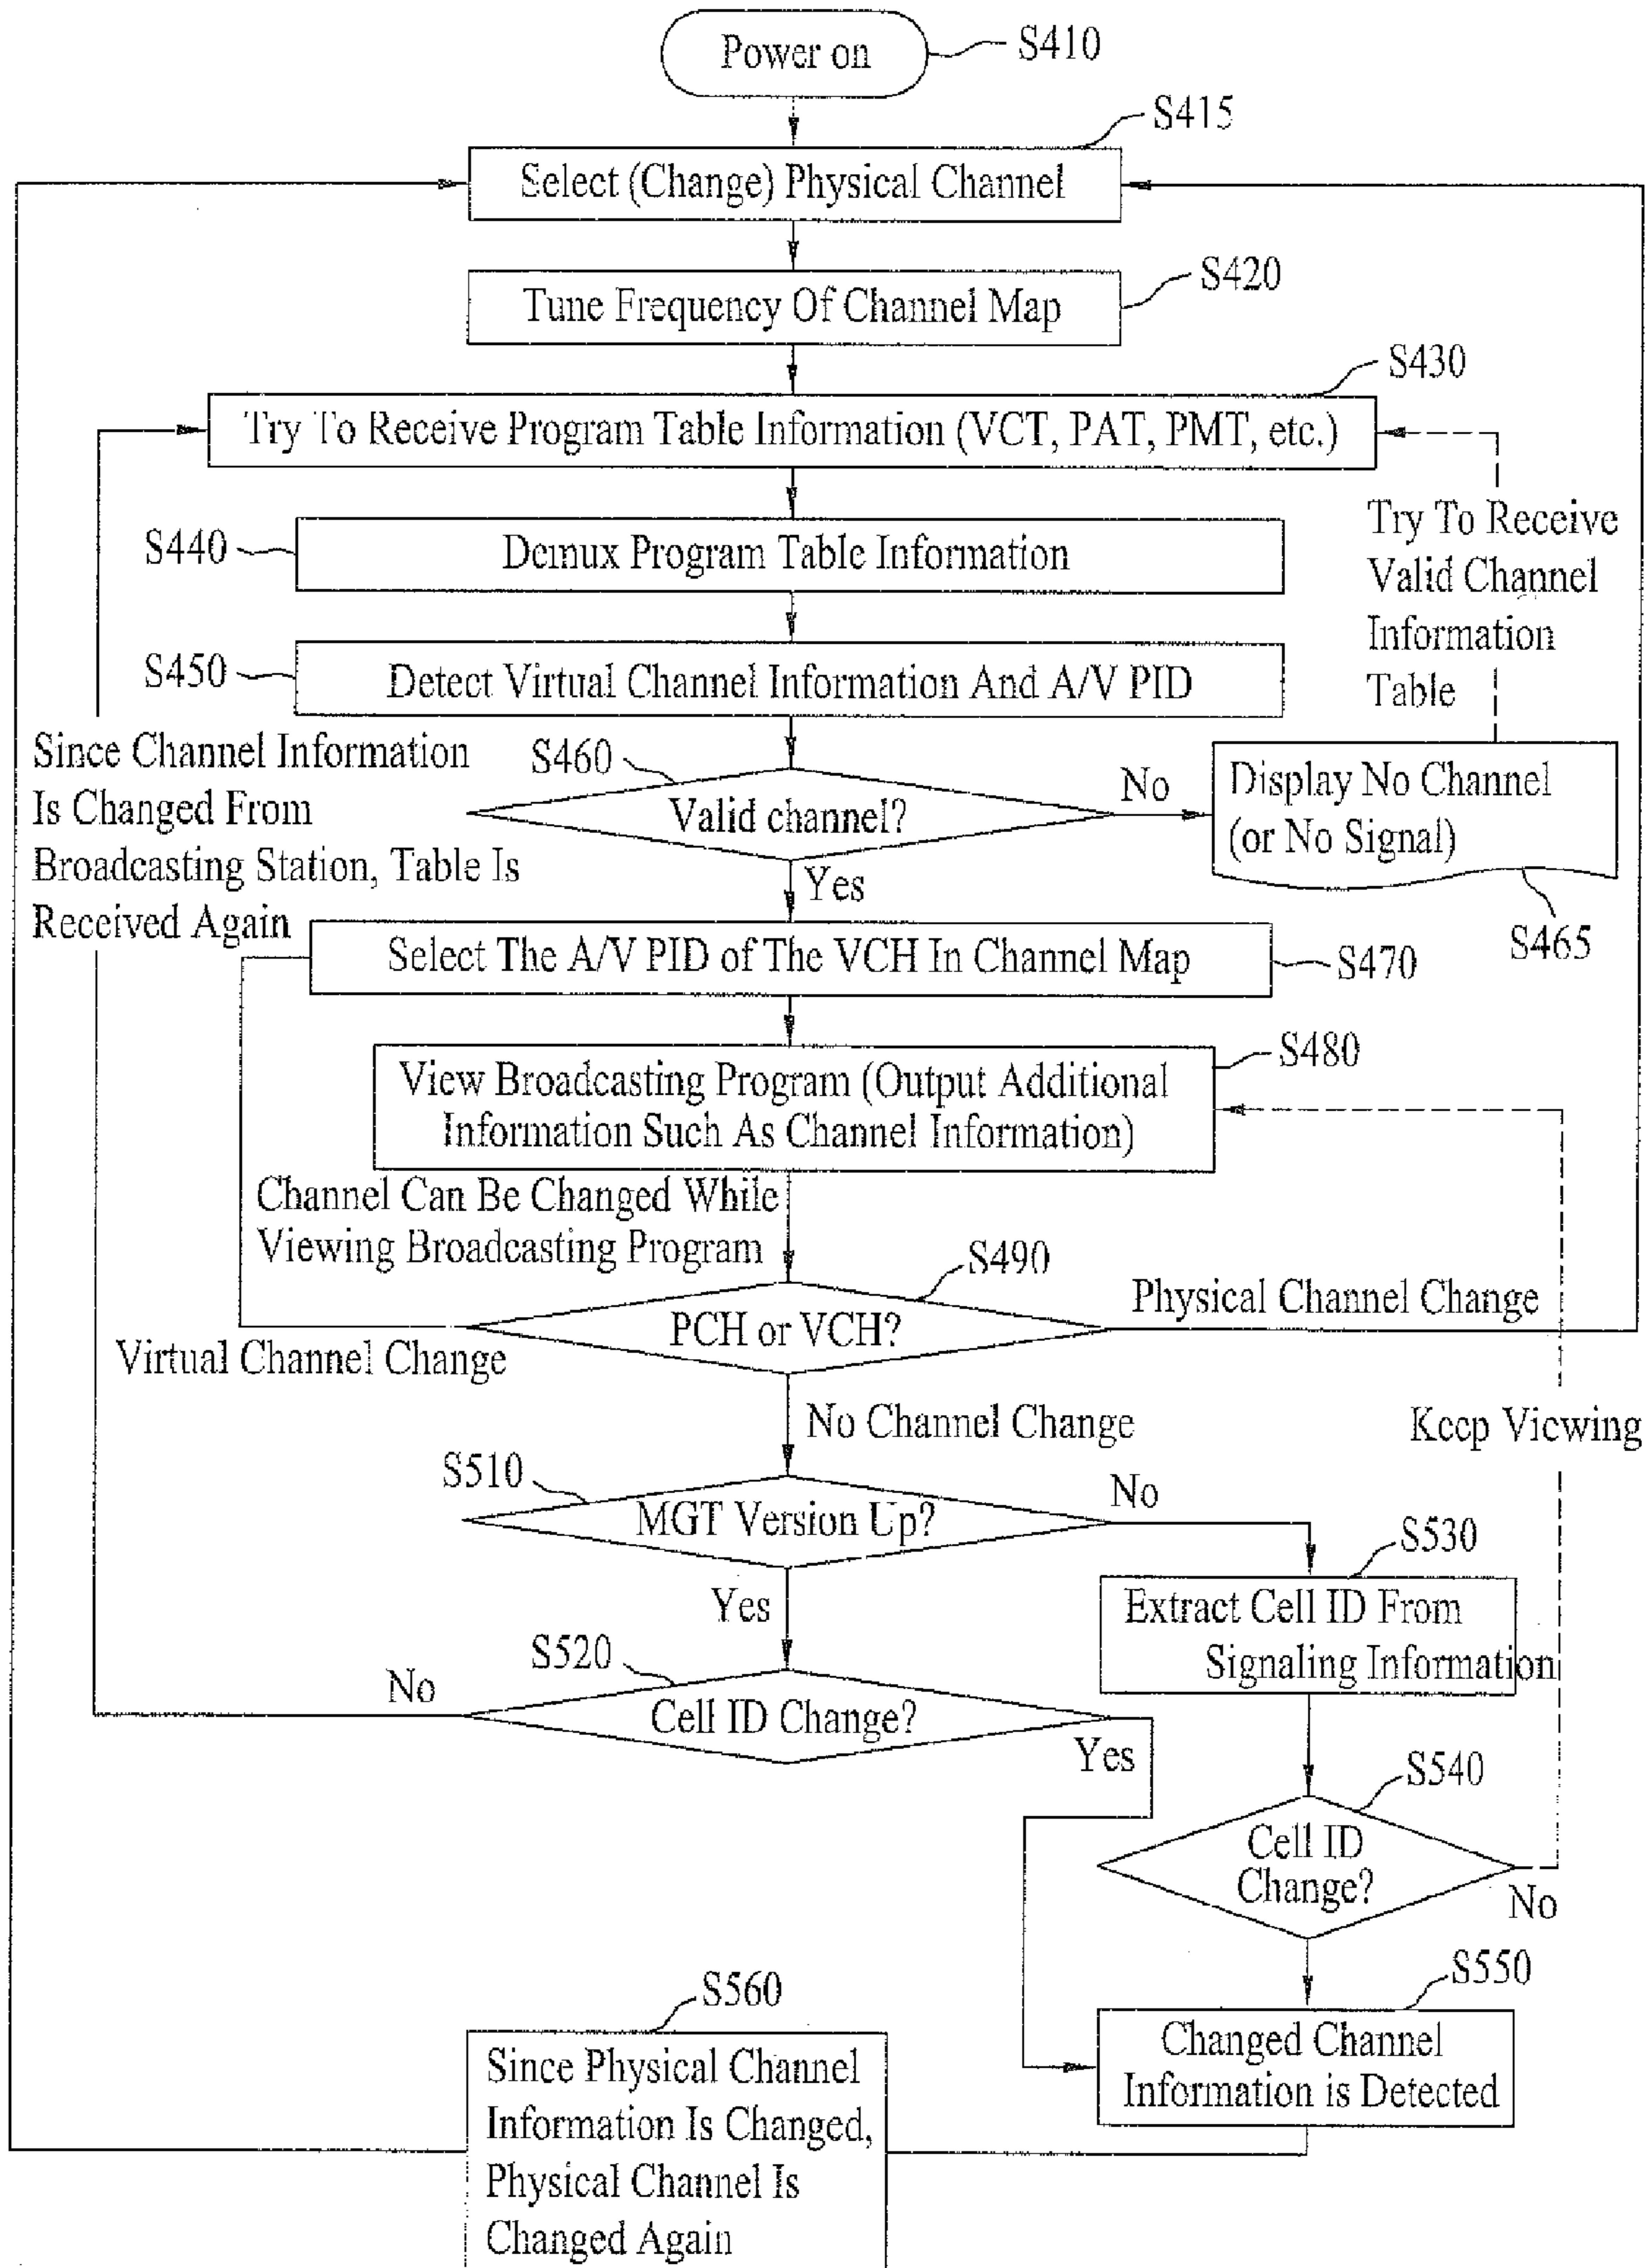 Power on
S410
S415
Select (Change) Physical Channel
S420
Tune Frequency Of Channel Map
S430
Try To Receive Program Table Information (VCT, PAT, PMT, etc.)
Try To Receive
Valid Channel
Information
Table
S440
Demux Program Table Information
S450
Detect Virtual Channel Information And A/V PID
Since Channel Information
Is Changed From
Broadcasting Station, Table Is
Received Again
S460
Valid channel?
No
Display No Channel
(or No Signal)
S465
Yes
Select The A/V PID of The VCH In Channel Map
S470
View Broadcasting Program (Output Additional
Information Such As Channel Information)
S480
Channel Can Be Changed While
Viewing Broadcasting Program
S490
PCH or VCH?
Physical Channel Change
Virtual Channel Change
No Channel Change
Keep Viewing
S510
MGT Version Up?
No
Yes
S530
Extract Cell ID From
Signaling Information
S520
Cell ID Change?
No
Yes
S540
Cell ID
Change?
No
S550
Changed Channel
Information is Detected
S560
Since Physical Channel
Information Is Changed,
Physical Channel Is
Changed Again